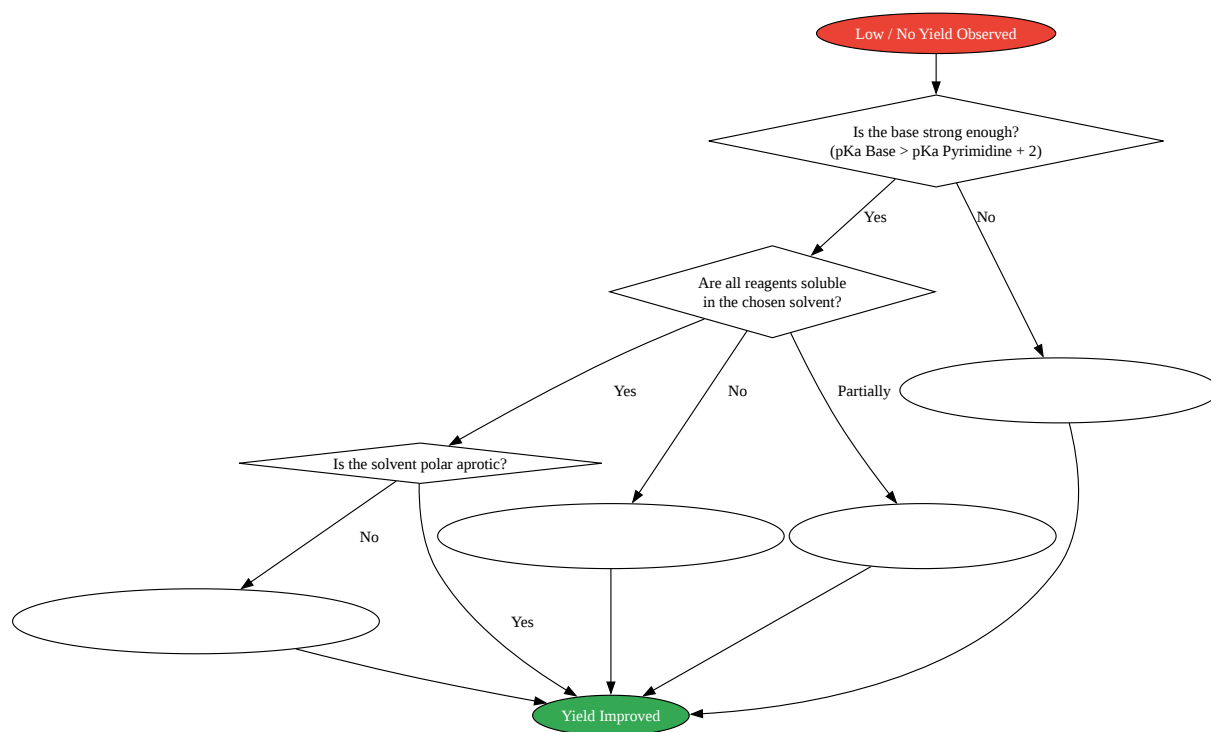 Low / No Yield Observed
Is the base strong enough?
(pKa Base > pKa Pyrimidine + 2)
Yes
No
Are all reagents soluble
in the chosen solvent?
Yes
No
Partially
Is the solvent polar aprotic?
No
Yes
Yield Improved